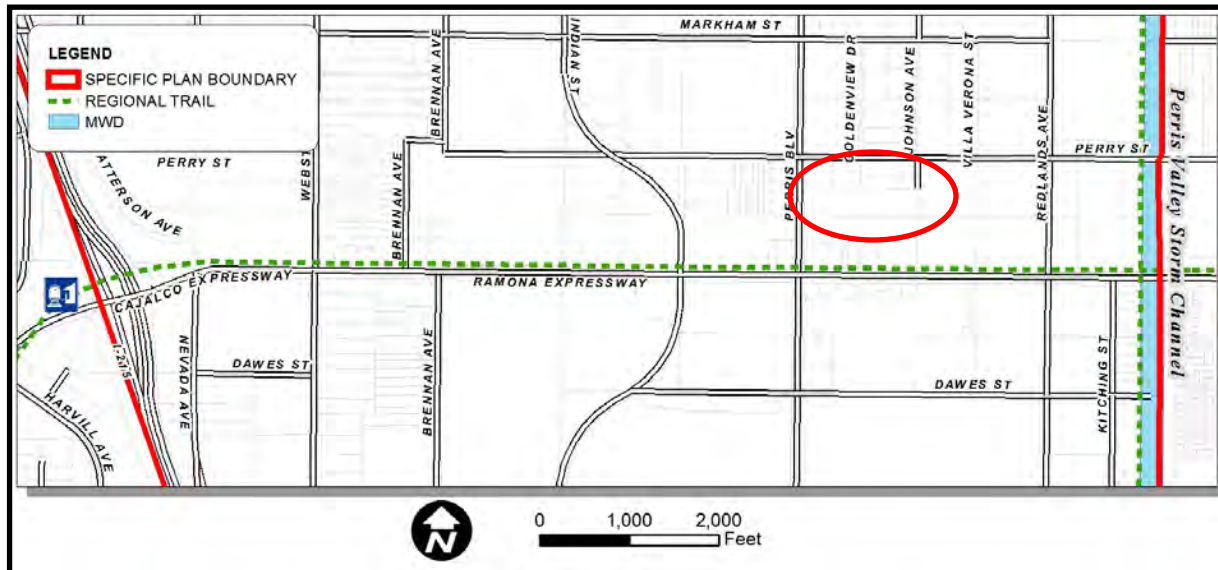 LEGEND
SPECIFIC PLAN BOUNDARY
REGIONAL TRAIL
MWD
MARKHAM ST
BRENNAN AVE
INDIAN ST
GOLDENVIEW DR
JOHNSON AVE
VILLA VERONA ST
PERRY ST
ATTERSON AVE
WEBST
BRENNAN AVE
PERRIS BLV
REDLANDS AVE
PERRY ST
Perris Valley Storm Channel
CAJALCO EXPRESSWAY
RAMONA EXPRESSWAY
I-215
NEVADA AVE
DAWES ST
BRENNAN AVE
DAWES ST
KITCHING ST
HARVILL AVE
N
0 1,000 2,000
Feet